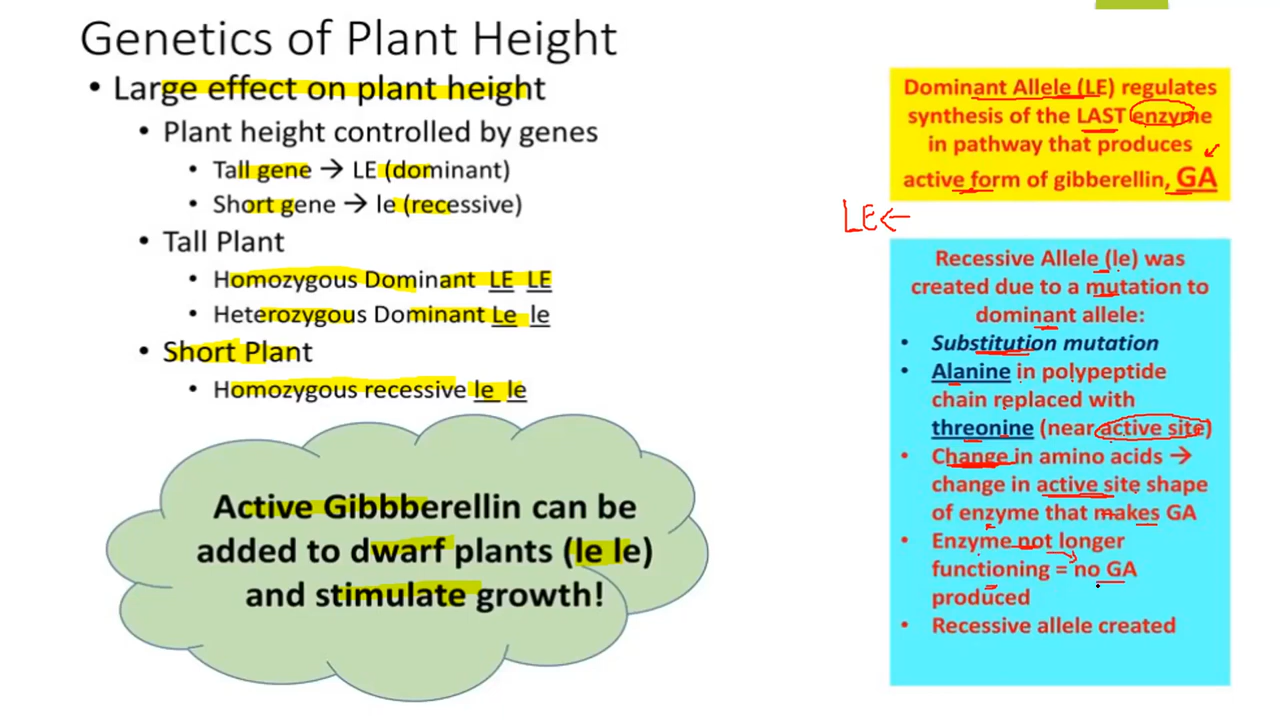 Genetics of Plant Height
• Large effect on plant height
• Plant height controlled by genes
• Tall gene → LE (dominant)
• Short gene → le (recessive)
• Tall Plant
• Homozygous Dominant LE LE
• Heterozygous Dominant Le le
• Short Plant
• Homozygous recessive le le
Active Gibbberellin can be
added to dwarf plants (le le)
and stimulate growth!
Dominant Allele (LE) regulates
synthesis of the LAST enzyme
in pathway that produces
active form of gibberellin, GA
LE←
Recessive Allele (le) was
created due to a mutation to
dominant allele:
• Substitution mutation
• Alanine in polypeptide
chain replaced with
threonine (near active site)
• Change in amino acids →
change in active site shape
of enzyme that makes GA
• Enzyme not longer
functioning = no GA
produced
• Recessive allele created